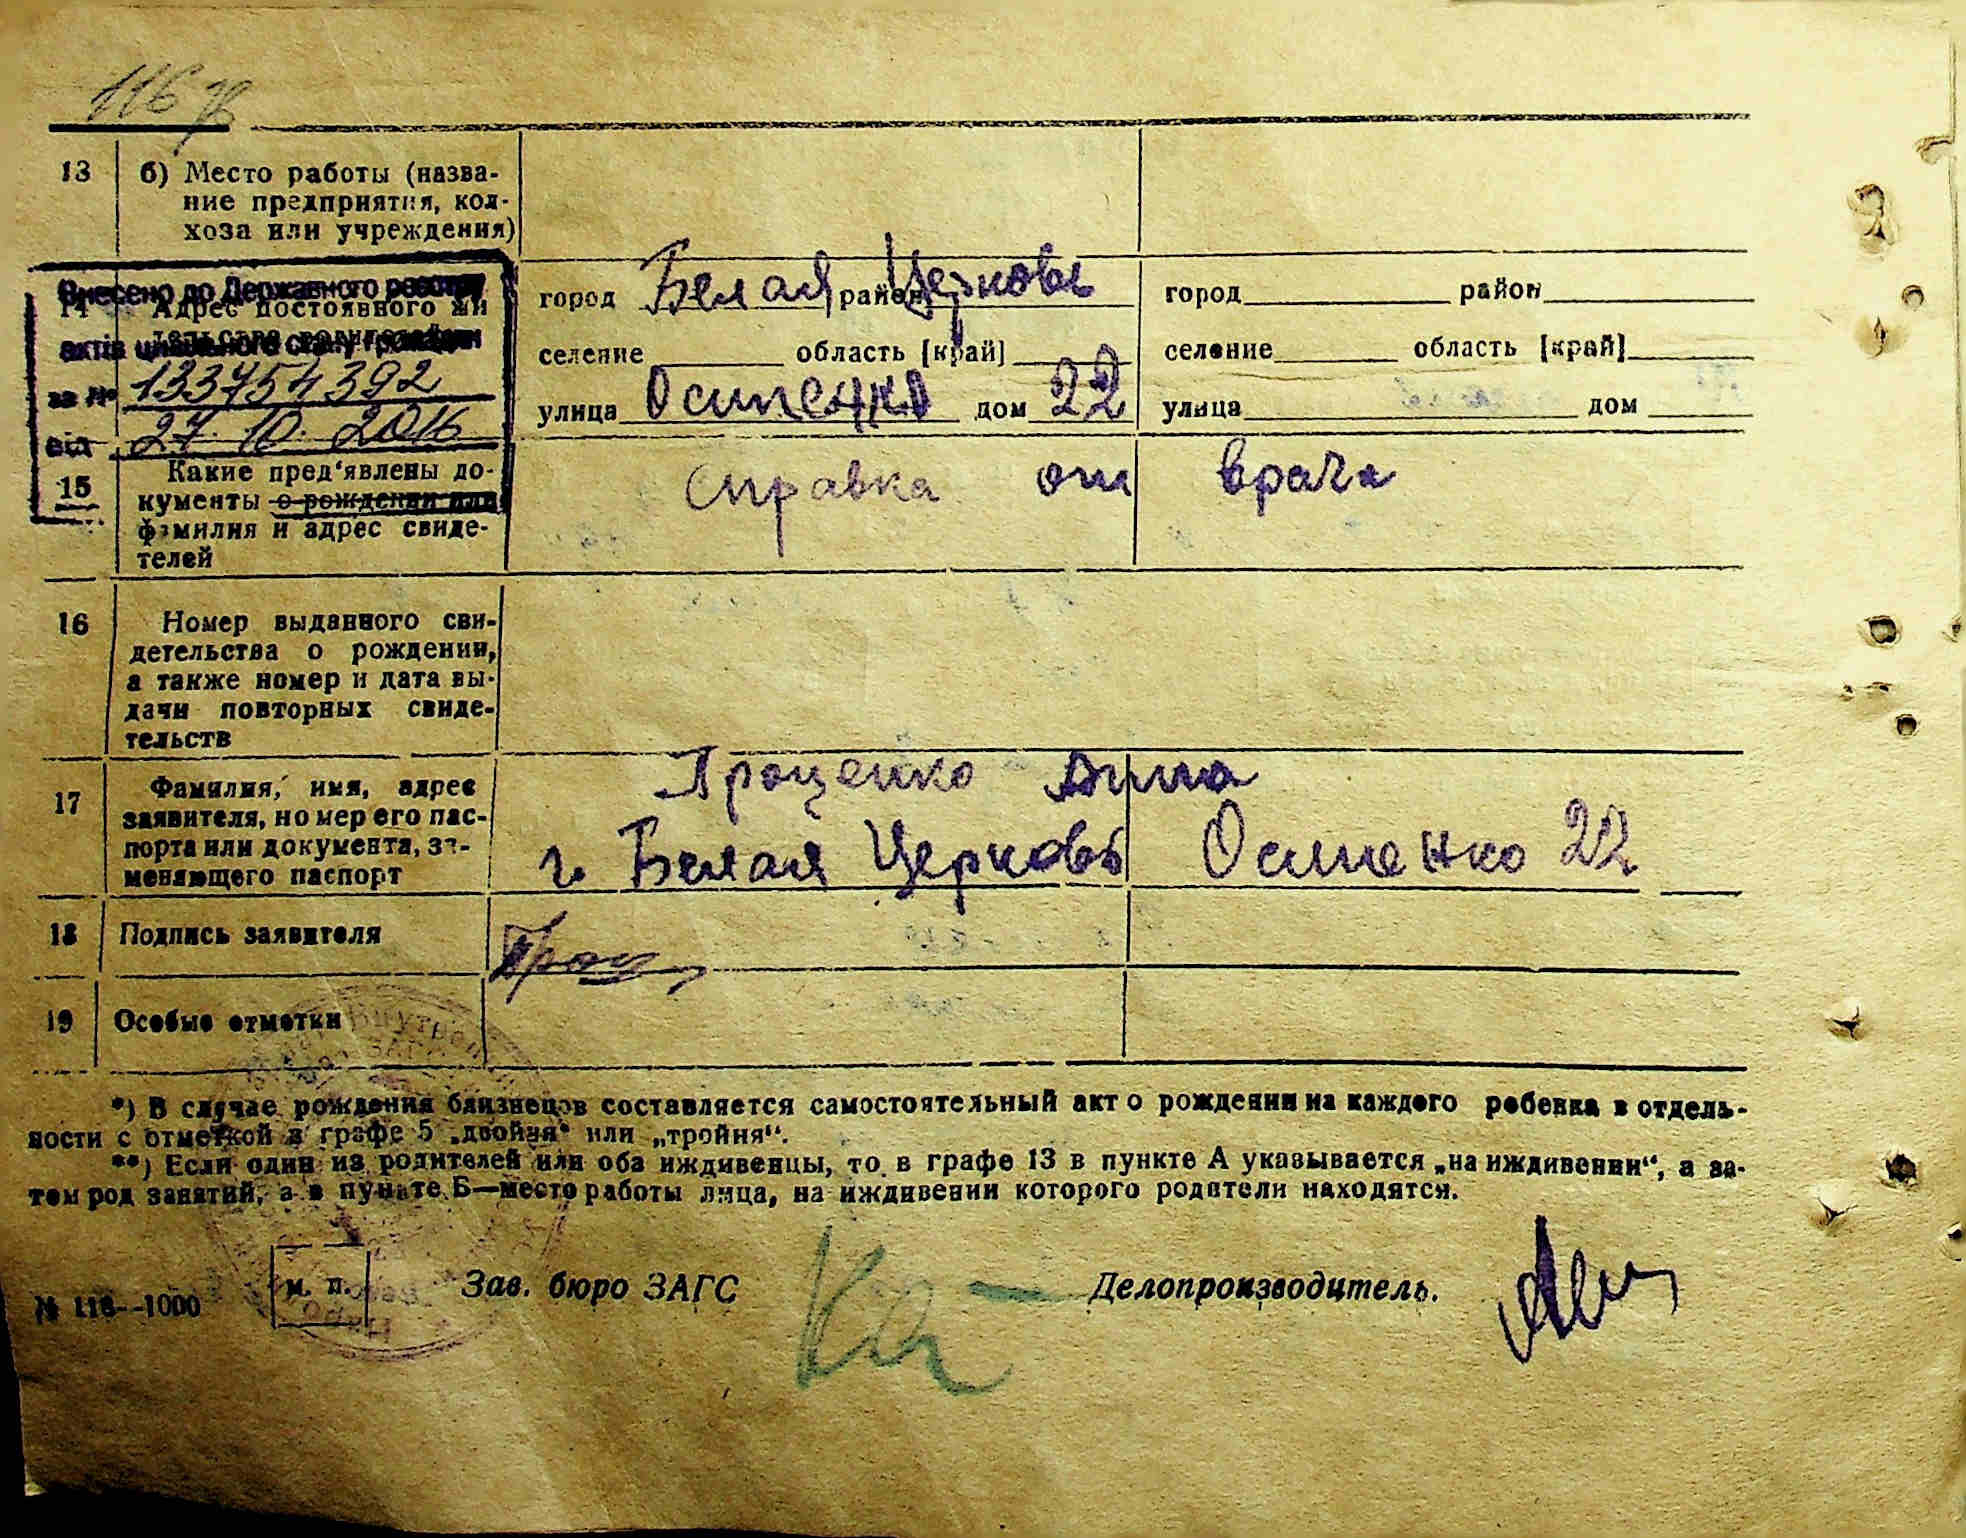 116
13 б) Место работы (назва-
ние предприятия, кол-
хоза или учреждения)
Внесено до Державного реєстру
актів цивільного стану громадян
за № 1337754392
від 27. 10. 2016
14 Адрес постоянного жи
тельства родителей
город Белая Церковь район
селение область [край]
улица Осипенко дом 22
город район
селение область [край]
улица дом
15 Какие пред‘явлены до-
кументы о рождении или
фамилия и адрес свиде-
телей
Справка от врача
16 Номер выданного сви-
детельства о рождении,
а также номер и дата вы-
дачи повторных свиде-
тельств
17 Фамилия, имя, адрес
заявителя, номер его пас-
порта или документа, за-
меняющего паспорт
Проценко Анна
г. Белая Церковь Осипенко 22
18 Подпись заявителя
Проц
19 Особые отметки
*) В случае рождения близнецов составляется самостоятельный акт о рождении на каждого ребенка в отдель-
ности с отметкой в графе 5 „двойня“ или „тройня“.
**) Если один из родителей или оба иждивенцы, то в графе 13 в пункте А указывается „на иждивении“, а за-
тем род занятий, а в пункте Б—место работы лица, на иждивении которого родители находятся.
м. п. Зав. бюро ЗАГС Делопроизводитель.
№ 116--1000